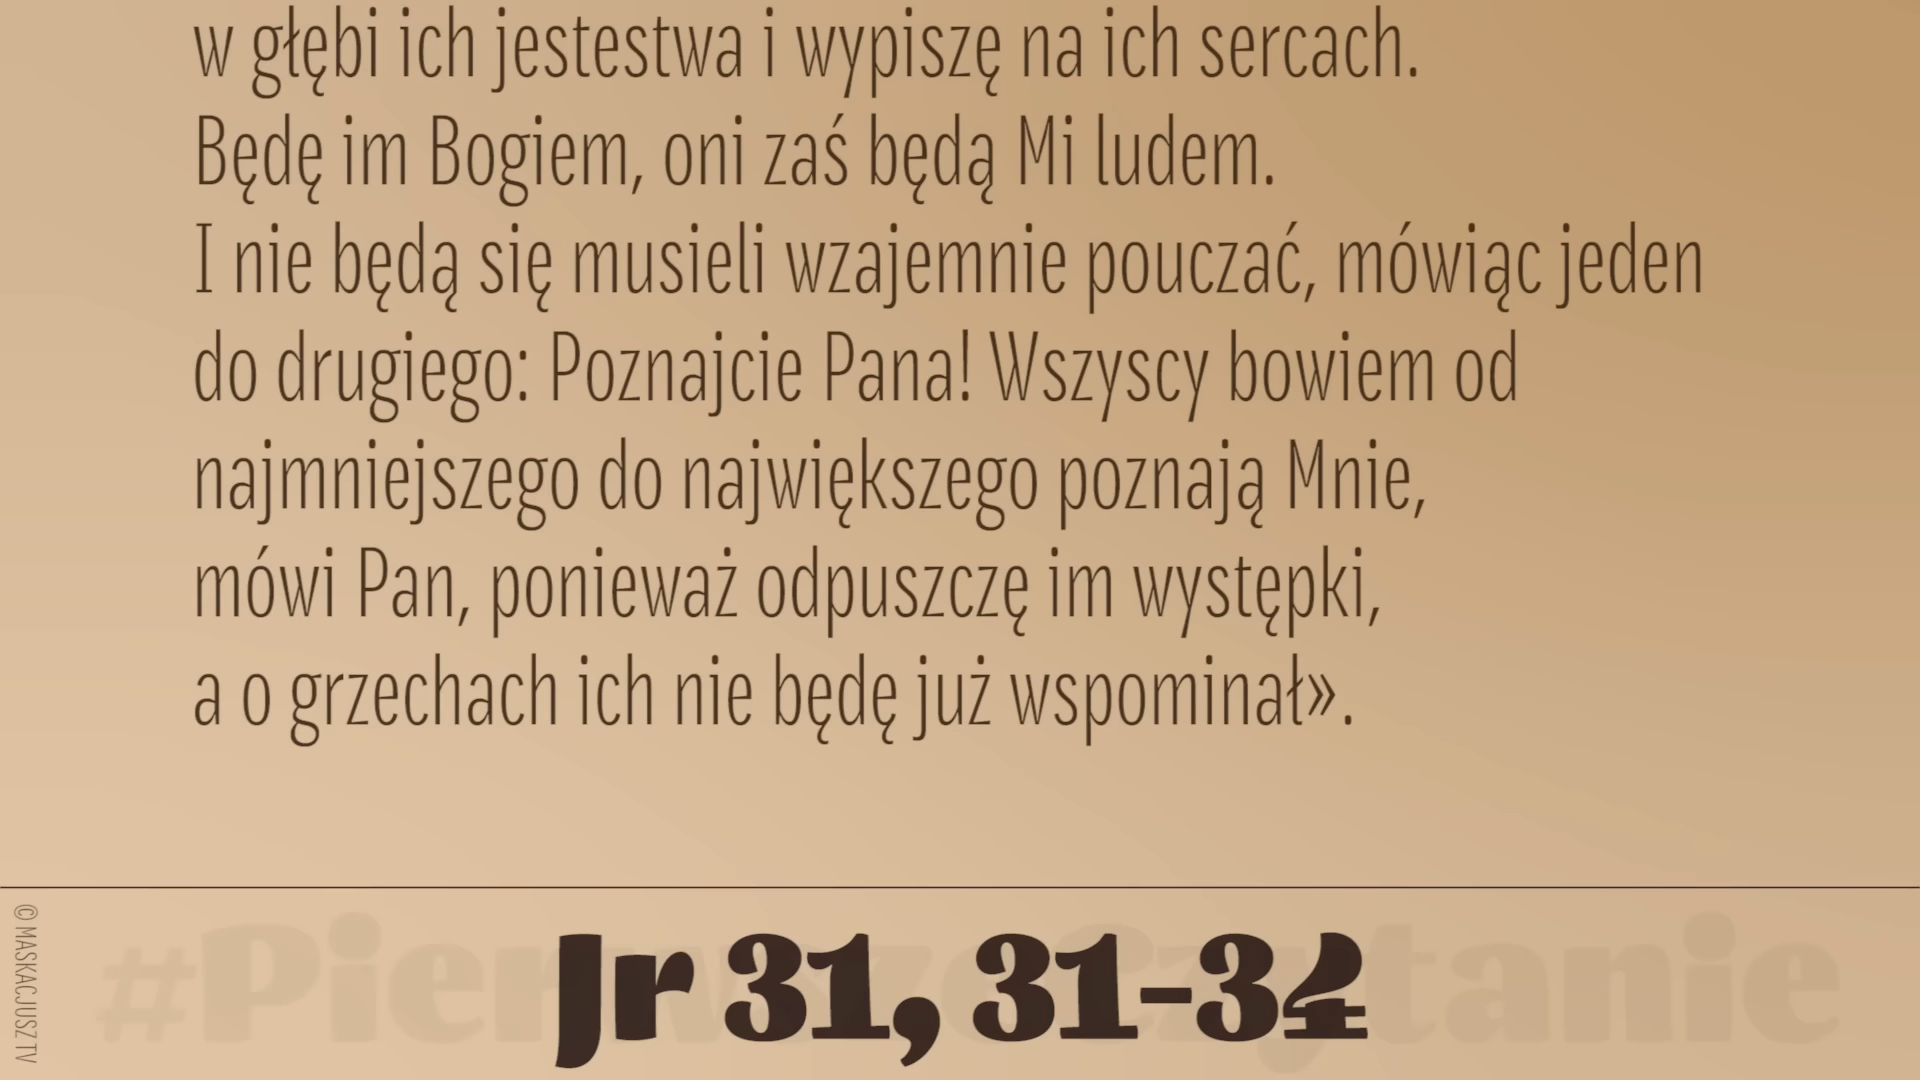 w głębi ich jestestwa i wypiszę na ich sercach.
Będę im Bogiem, oni zaś będą Mi ludem.
I nie będą się musieli wzajemnie pouczać, mówiąc jeden
do drugiego: Poznajcie Pana! Wszyscy bowiem od
najmniejszego do największego poznają Mnie,
mówi Pan, ponieważ odpuszczę im występki,
a o grzechach ich nie będę już wspominał».
#PierwszeCzytanie
Jr 31, 31-34
© MASKACJUSZ TV